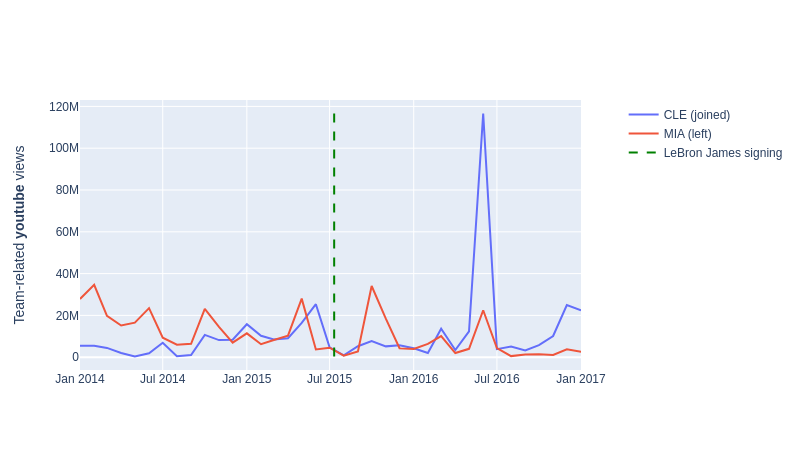 Team-related youtube views
120M
100M
80M
60M
40M
20M
0
Jan 2014
Jul 2014
Jan 2015
Jul 2015
Jan 2016
Jul 2016
Jan 2017
CLE (joined)
MIA (left)
LeBron James signing